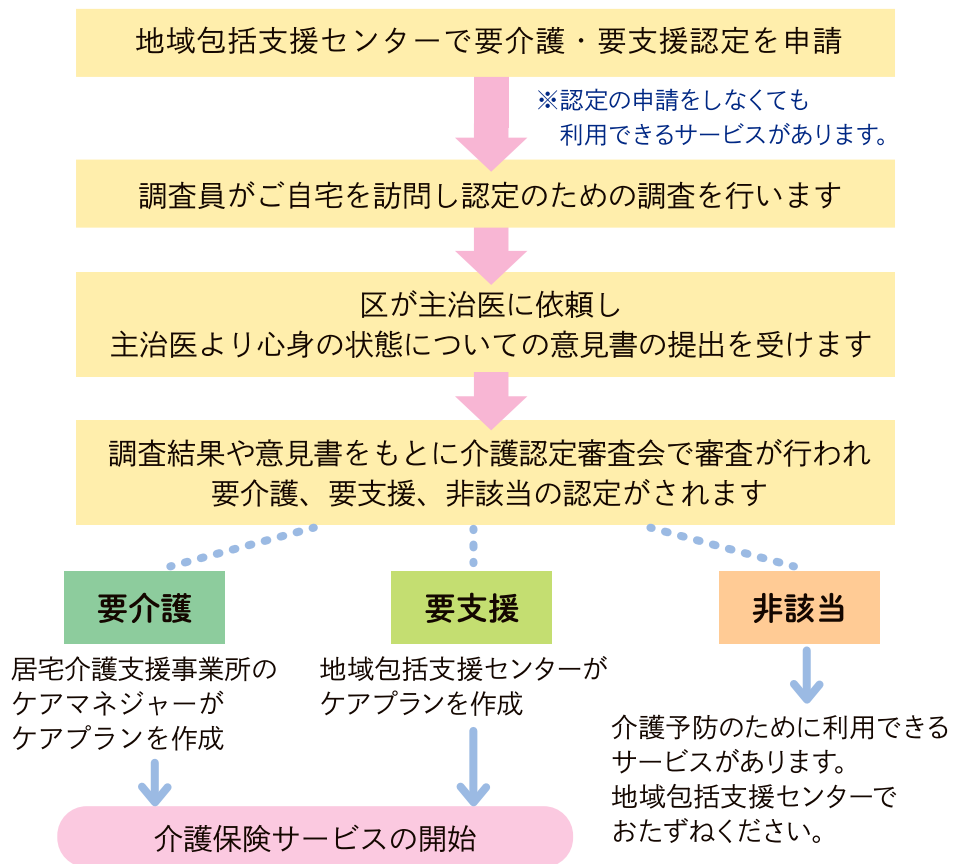 地域包括支援センターで要介護・要支援認定を申請
※認定の申請をしなくても
利用できるサービスがあります。
調査員がご自宅を訪問し認定のための調査を行います
区が主治医に依頼し
主治医より心身の状態についての意見書の提出を受けます
調査結果や意見書をもとに介護認定審査会で審査が行われ
要介護、要支援、非該当の認定がされます
要介護
居宅介護支援事業所の
ケアマネジャーが
ケアプランを作成
要支援
地域包括支援センターが
ケアプランを作成
非該当
介護予防のために利用できる
サービスがあります。
地域包括支援センターで
おたずねください。
介護保険サービスの開始